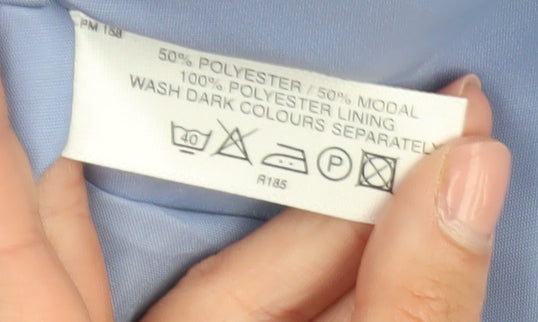 PM 158
50% POLYESTER / 50% MODAL
100% POLYESTER LINING
WASH DARK COLOURS SEPARATELY
40 P
R185